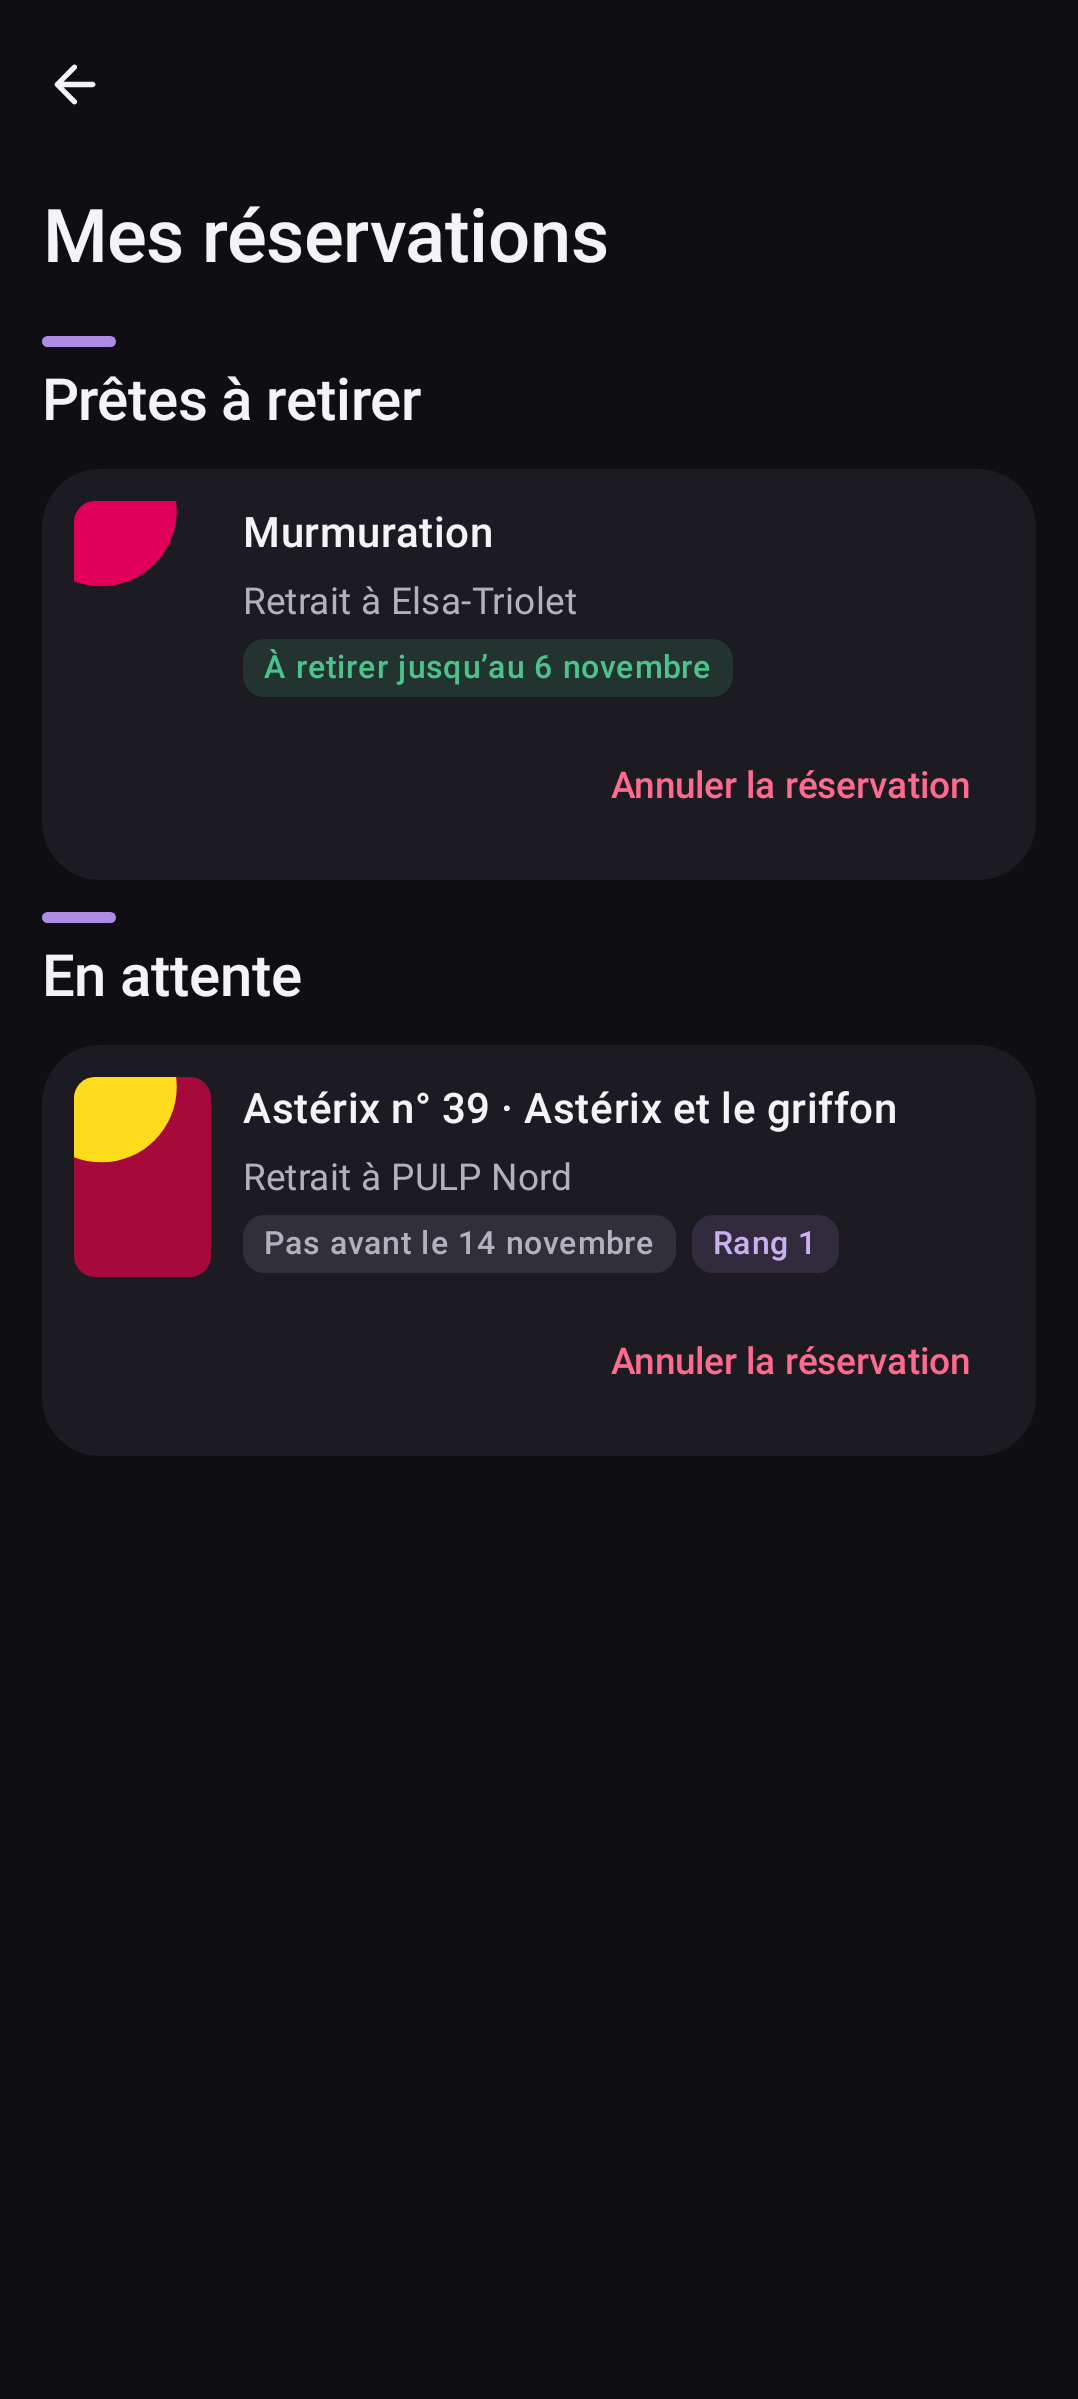 Mes réservations
Prêtes à retirer
Murmuration
Retrait à Elsa-Triolet
À retirer jusqu’au 6 novembre
Annuler la réservation
En attente
Astérix n° 39 · Astérix et le griffon
Retrait à PULP Nord
Pas avant le 14 novembre
Rang 1
Annuler la réservation